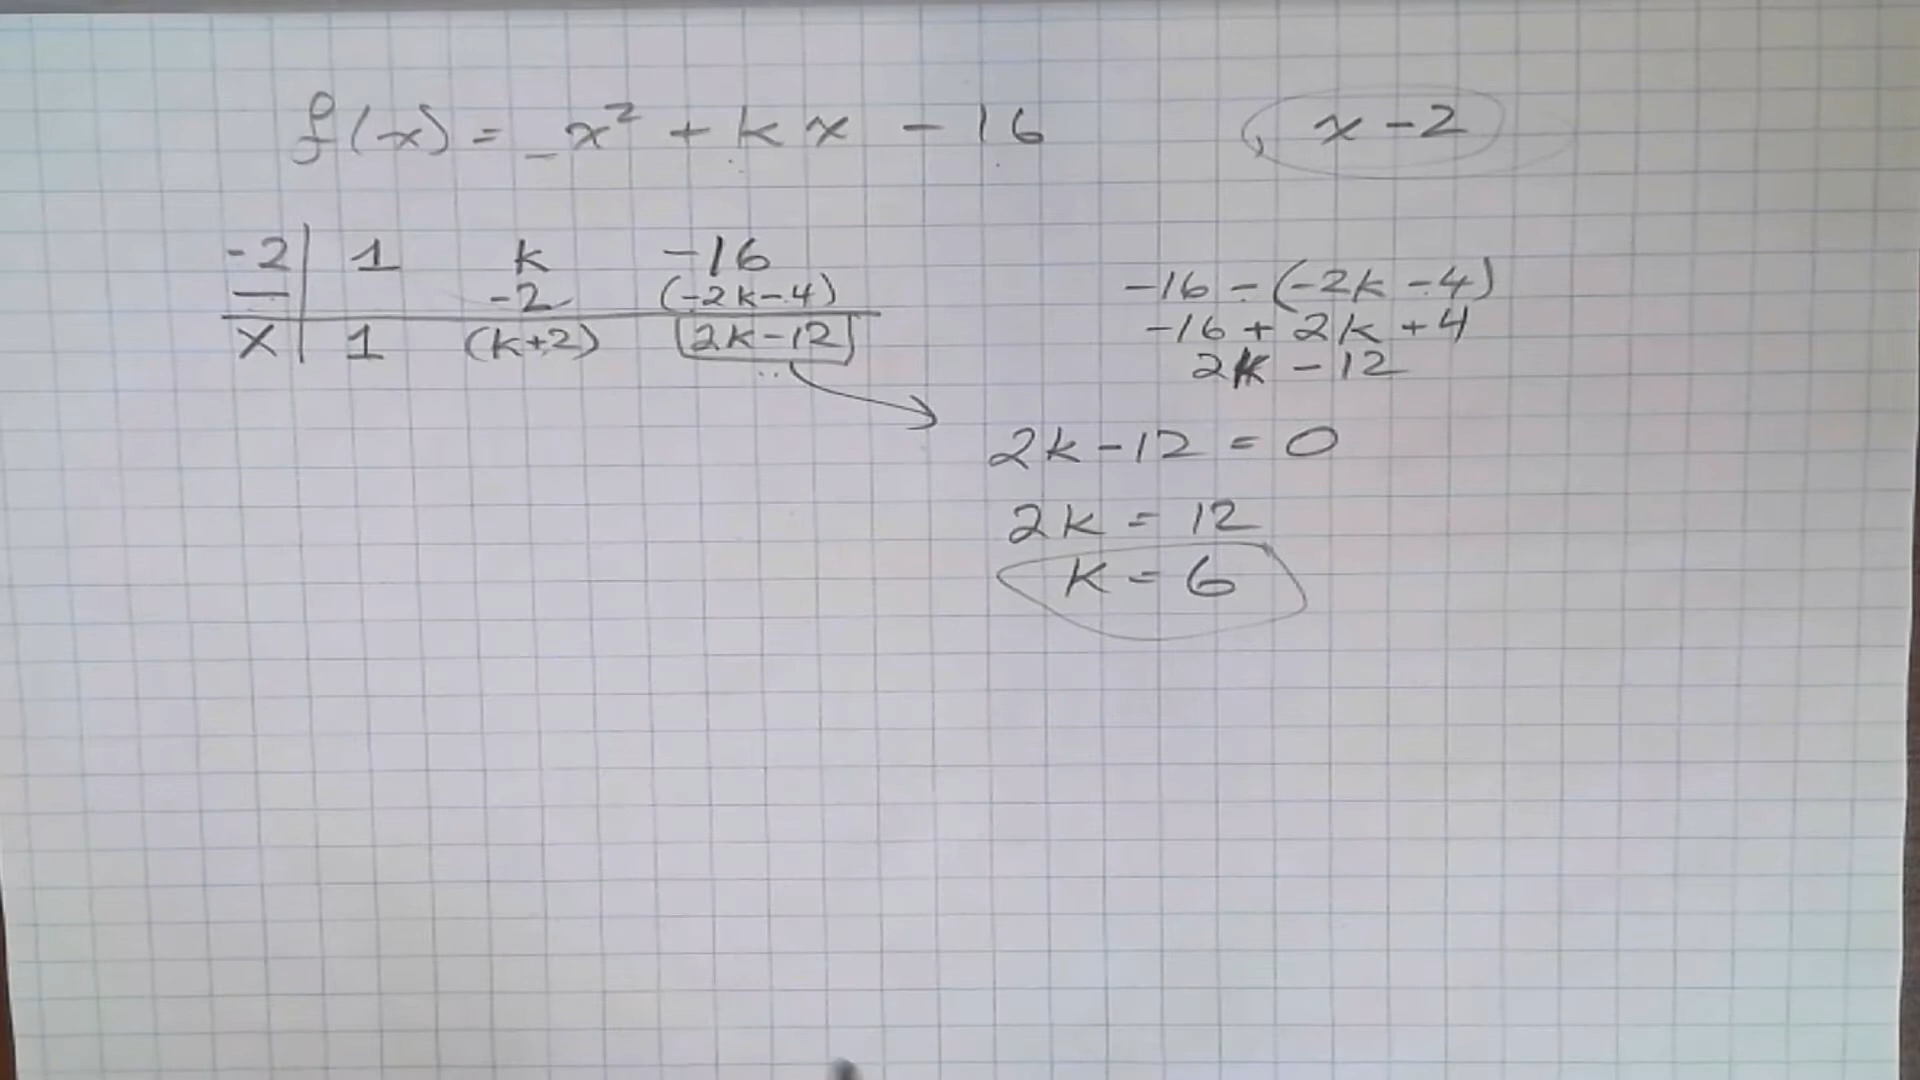 f(x) = x² + kx - 16 , x - 2
-2 | 1 k -16
— -2 (-2k-4)
x | 1 (k+2) 2k-12
-16 - (-2k-4)
-16 + 2k + 4
2k - 12
2k - 12 = 0
2k = 12
k = 6